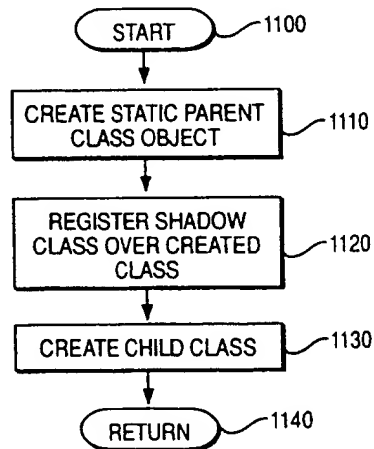 START
1100
CREATE STATIC PARENT
CLASS OBJECT
1110
REGISTER SHADOW
CLASS OVER CREATED
CLASS
1120
CREATE CHILD CLASS
1130
RETURN
1140